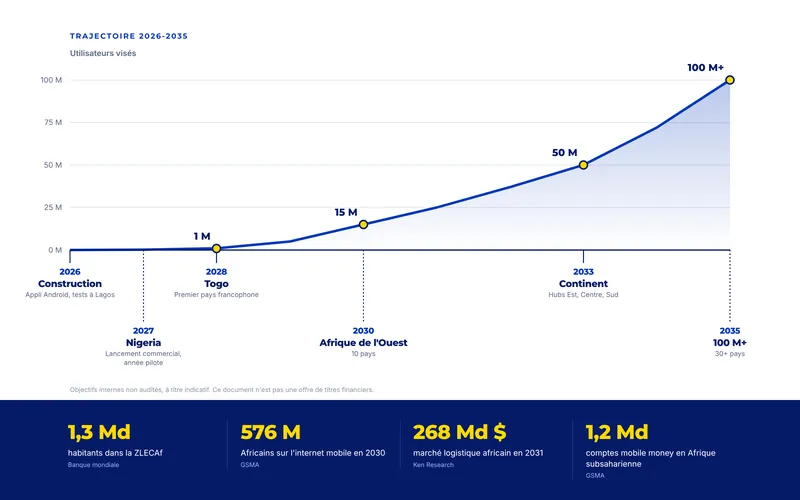 TRAJECTOIRE 2026-2035
Utilisateurs visés
100 M+
100 M
75 M
50 M
50 M
25 M
15 M
1 M
0 M
2026
Construction
Appli Android, tests à Lagos
2028
Togo
Premier pays francophone
2033
Continent
Hubs Est, Centre, Sud
2027
Nigeria
Lancement commercial,
année pilote
2030
Afrique de l'Ouest
10 pays
2035
100 M+
30+ pays
Objectifs internes non audités, à titre indicatif. Ce document n'est pas une offre de titres financiers.
1,3 Md
habitants dans la ZLECAf
Banque mondiale
576 M
Africains sur l'internet mobile en 2030
GSMA
268 Md $
marché logistique africain en 2031
Ken Research
1,2 Md
comptes mobile money en Afrique
subsaharienne
GSMA